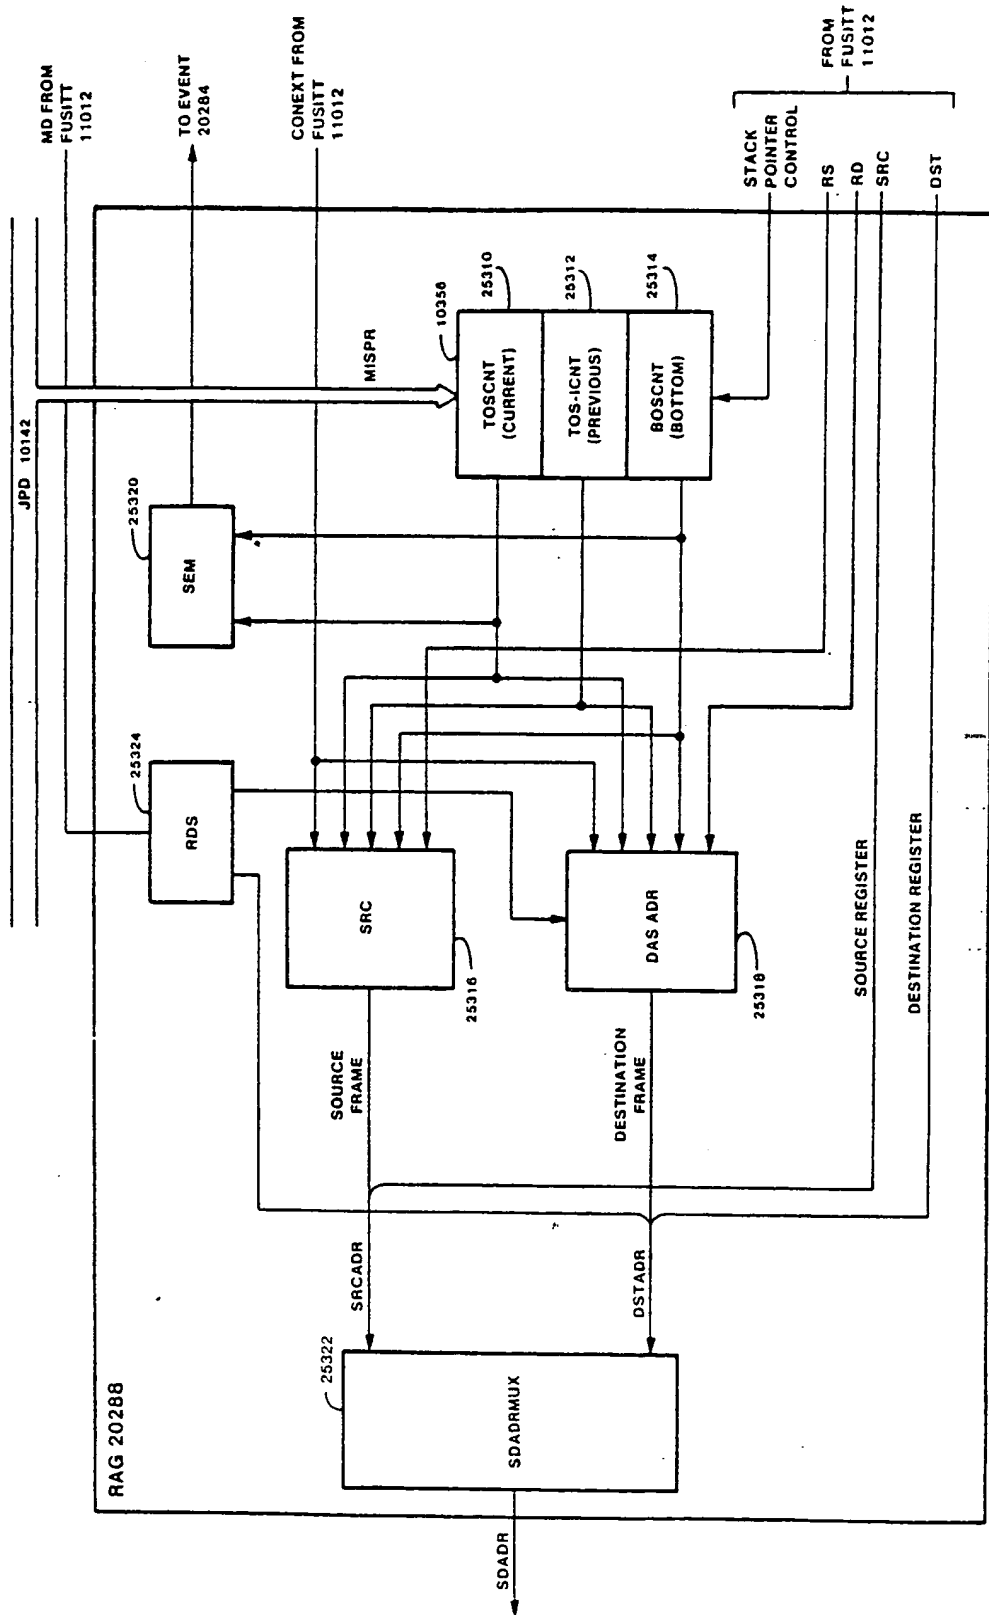 JPD 10142
MD FROM
FUSITT
11012
TO EVENT
20284
CONEXT FROM
FUSITT
11012
FROM
FUSITT
11012
STACK
POINTER
CONTROL
RS
RD
SRC
DST
RAG 20288
SEM
25320
RDS
25324
MISPR
10356
TOSCNT
(CURRENT)
25310
TOS-ICNT
(PREVIOUS)
25312
BOSCNT
(BOTTOM)
25314
SRC
25316
DAS ADR
25318
SOURCE
FRAME
DESTINATION
FRAME
SOURCE REGISTER
DESTINATION REGISTER
SRCADR
DSTADR
25322
SDADRMUX
SDADR